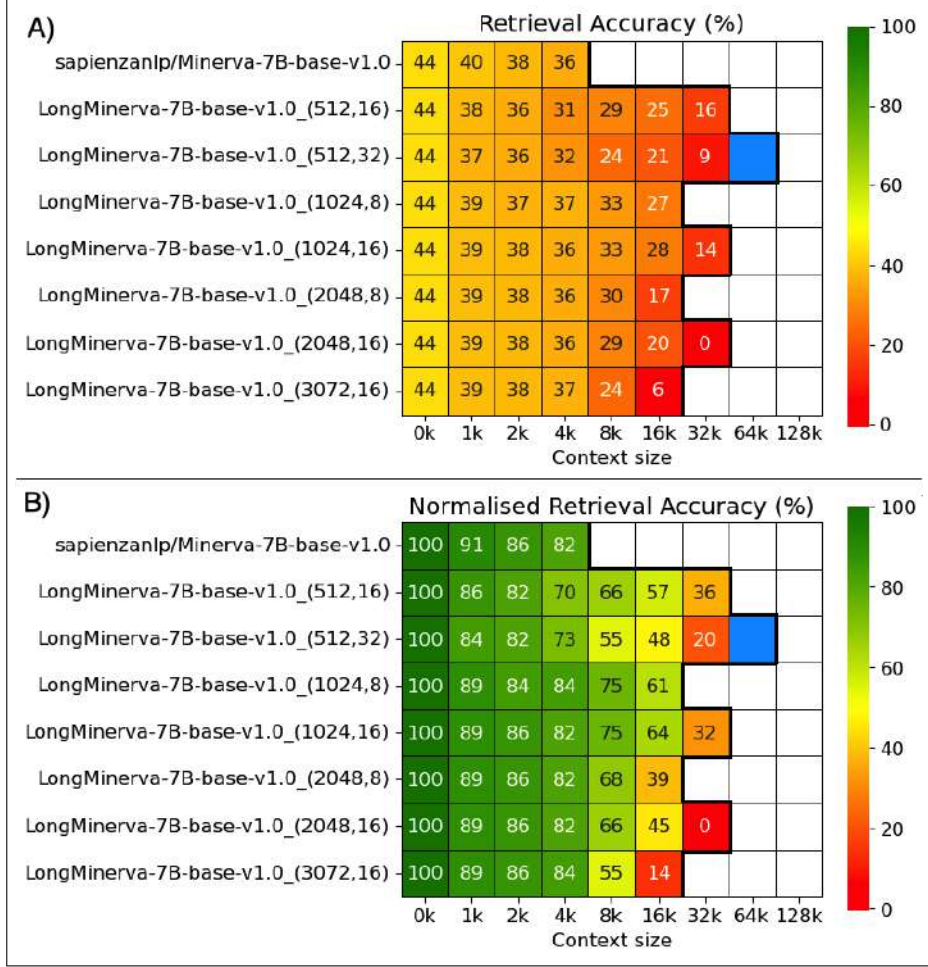 A)
Retrieval Accuracy (%)
sapienzanlp/Minerva-7B-base-v1.0 44 40 38 36
LongMinerva-7B-base-v1.0_(512,16) 44 38 36 31 29 25 16
LongMinerva-7B-base-v1.0_(512,32) 44 37 36 32 24 21 9
LongMinerva-7B-base-v1.0_(1024,8) 44 39 37 37 33 27
LongMinerva-7B-base-v1.0_(1024,16) 44 39 38 36 33 28 14
LongMinerva-7B-base-v1.0_(2048,8) 44 39 38 36 30 17
LongMinerva-7B-base-v1.0_(2048,16) 44 39 38 36 29 20 0
LongMinerva-7B-base-v1.0_(3072,16) 44 39 38 37 24 6
0k 1k 2k 4k 8k 16k 32k 64k 128k
Context size
100
80
60
40
20
0
B)
Normalised Retrieval Accuracy (%)
sapienzanlp/Minerva-7B-base-v1.0 100 91 86 82
LongMinerva-7B-base-v1.0_(512,16) 100 86 82 70 66 57 36
LongMinerva-7B-base-v1.0_(512,32) 100 84 82 73 55 48 20
LongMinerva-7B-base-v1.0_(1024,8) 100 89 84 84 75 61
LongMinerva-7B-base-v1.0_(1024,16) 100 89 86 82 75 64 32
LongMinerva-7B-base-v1.0_(2048,8) 100 89 86 82 68 39
LongMinerva-7B-base-v1.0_(2048,16) 100 89 86 82 66 45 0
LongMinerva-7B-base-v1.0_(3072,16) 100 89 86 84 55 14
0k 1k 2k 4k 8k 16k 32k 64k 128k
Context size
100
80
60
40
20
0